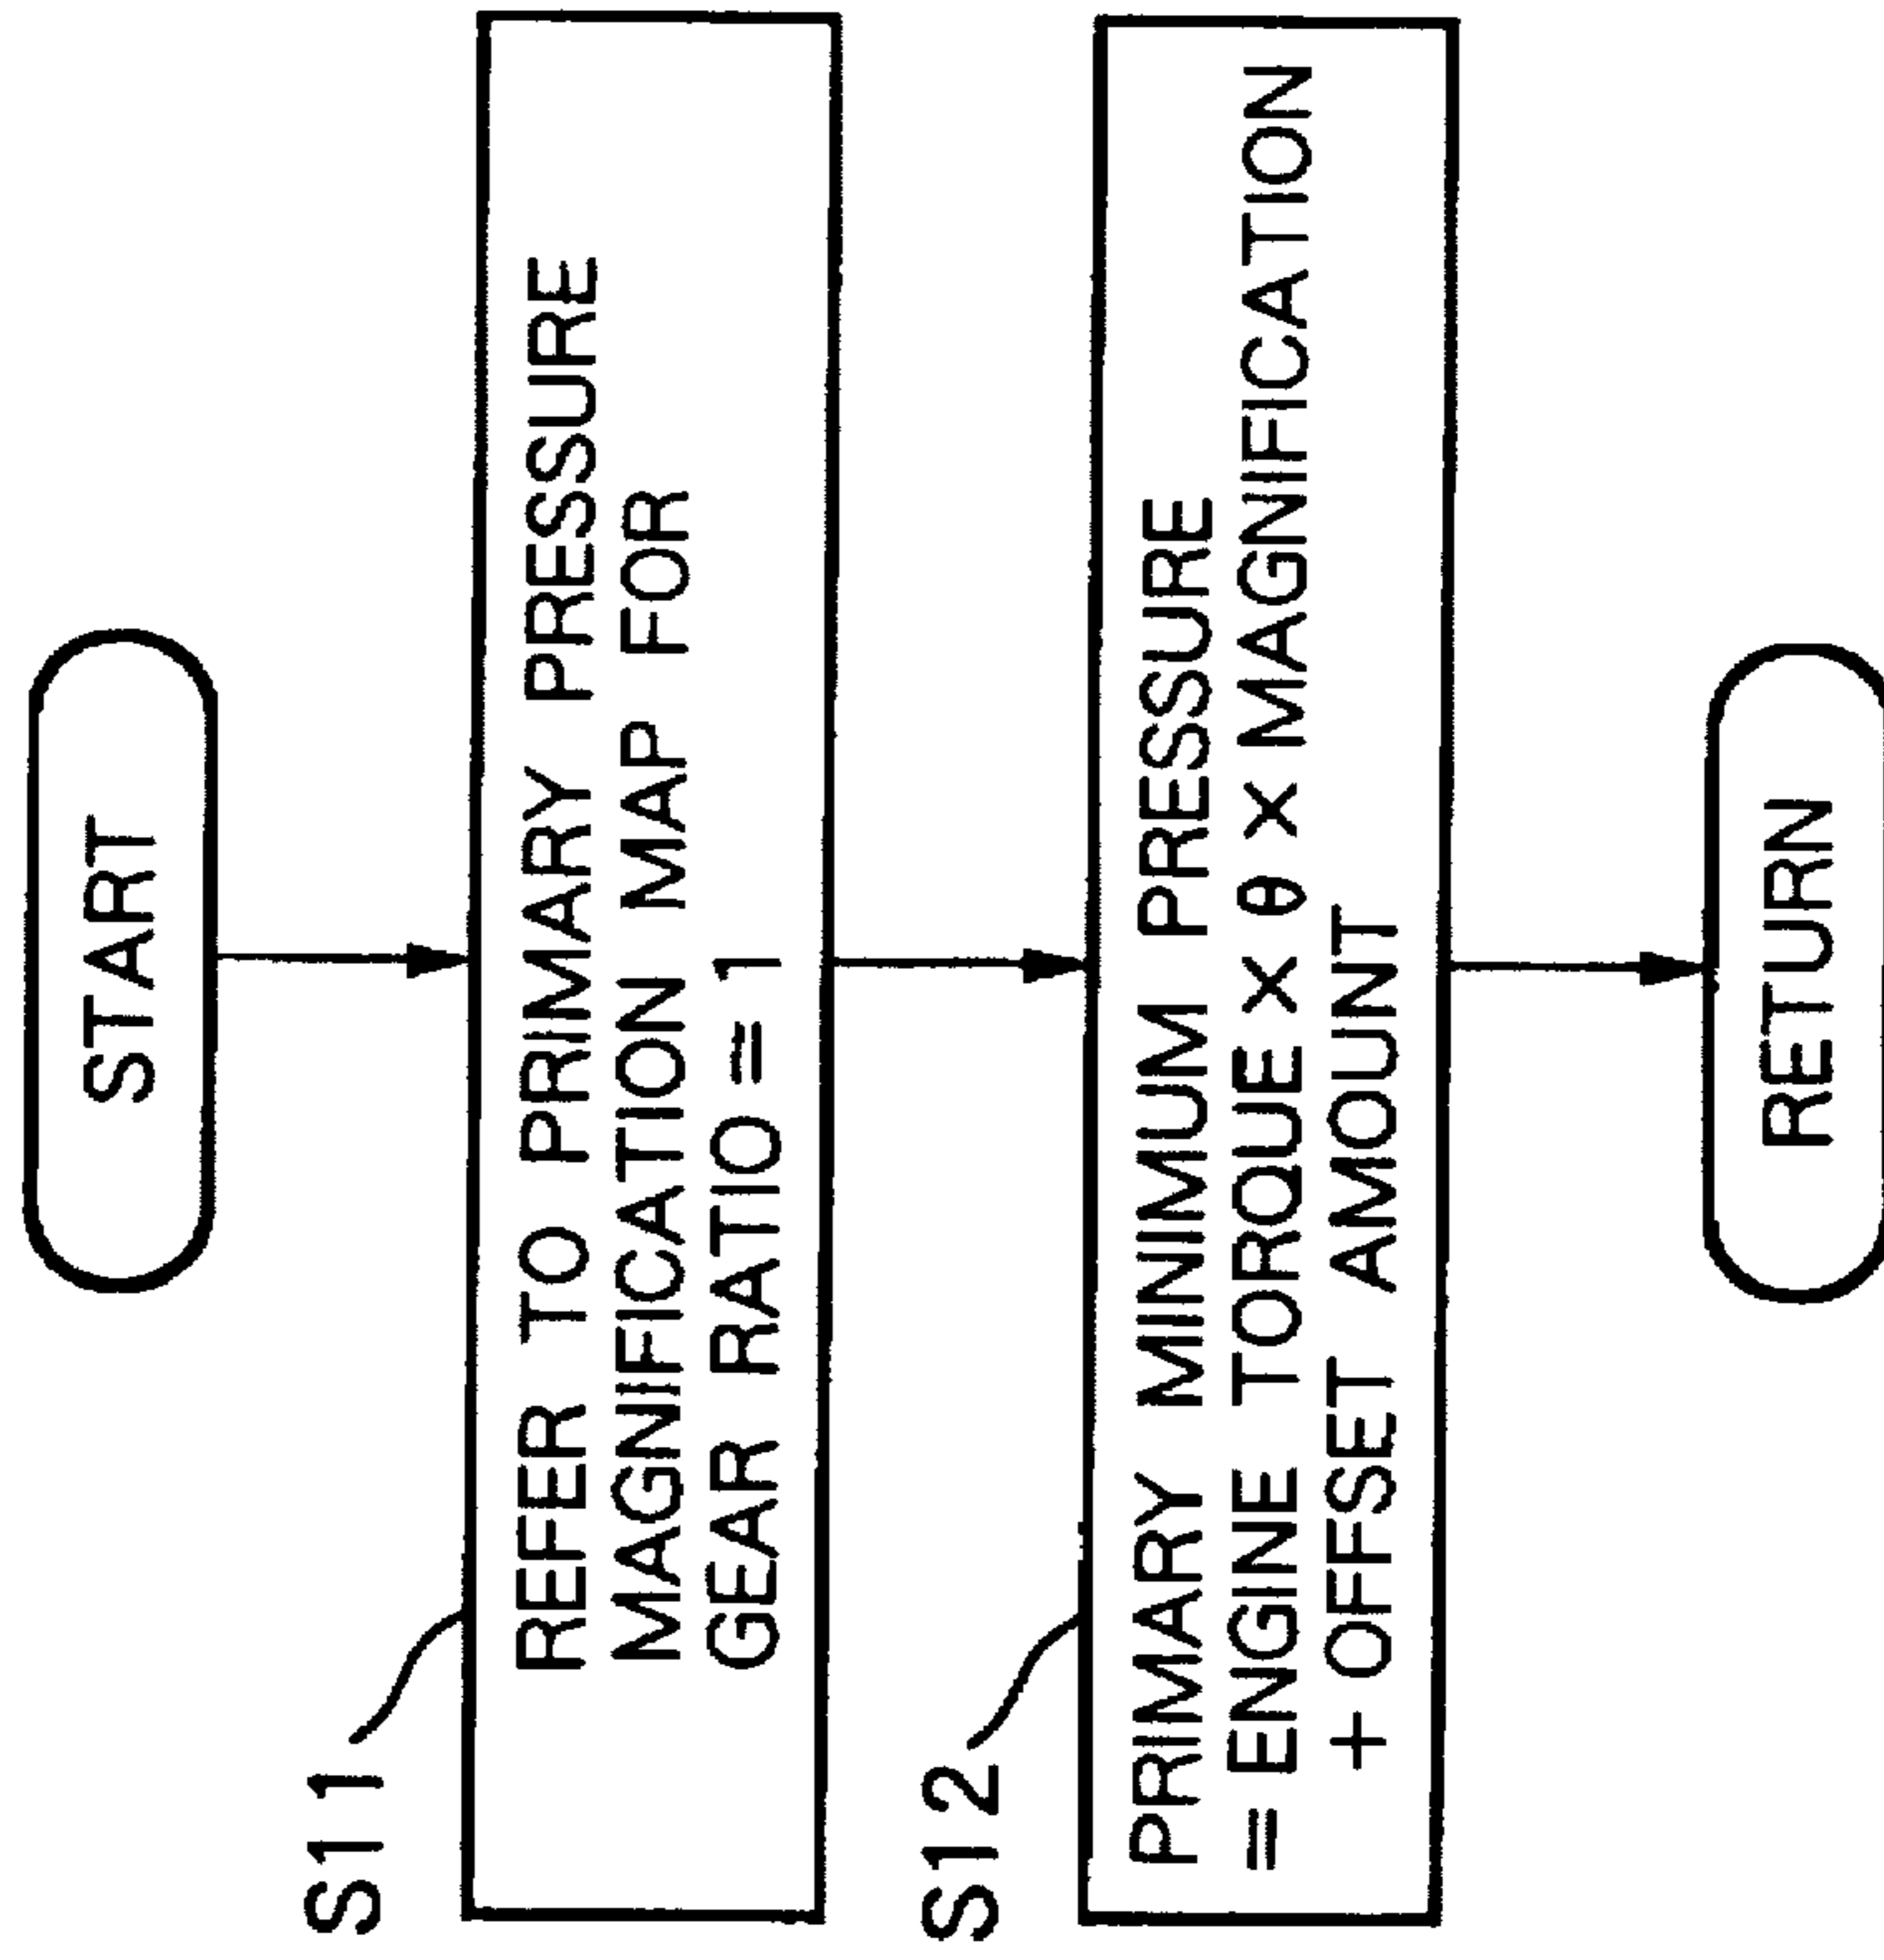 START
S11
REFER TO PRIMARY PRESSURE
MAGNIFICATION MAP FOR
GEAR RATIO = 1
S12
PRIMARY MINIMUM PRESSURE
= ENGINE TORQUE x θ x MAGNIFICATION
+ OFFSET AMOUNT
RETURN